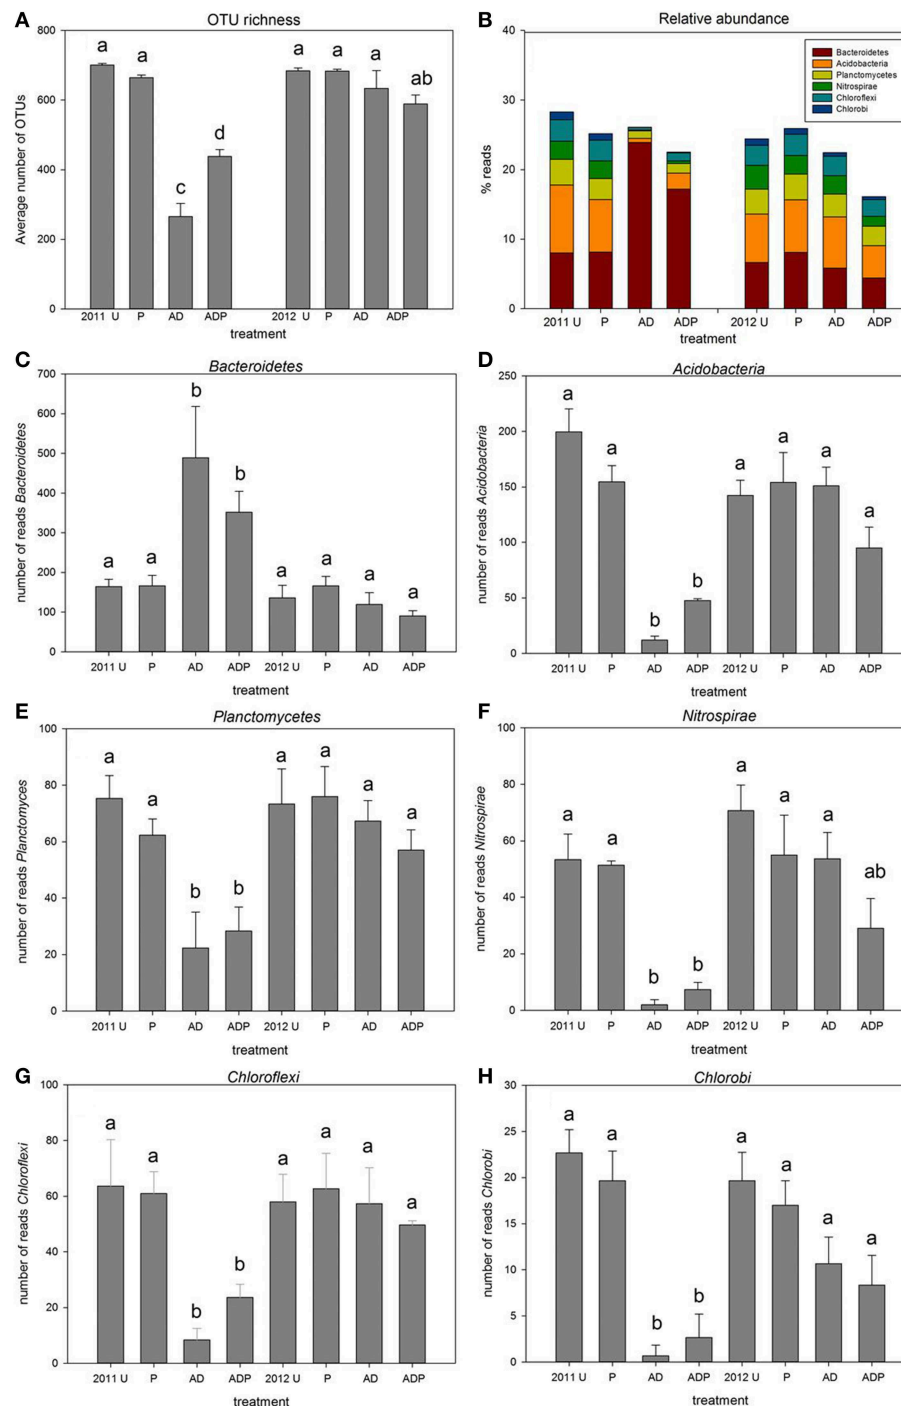 A
OTU richness
Average number of OTUs
800
600
400
200
0
a
a
c
d
a
a
a
ab
2011 U P AD ADP 2012 U P AD ADP
treatment
B
Relative abundance
% reads
40
30
20
10
0
Bacteroidetes
Acidobacteria
Planctomycetes
Nitrospirae
Chloroflexi
Chlorobi
2011 U P AD ADP 2012 U P AD ADP
treatment
C
Bacteroidetes
number of reads Bacteroidetes
700
600
500
400
300
200
100
0
a
a
b
b
a
a
a
a
2011 U P AD ADP 2012 U P AD ADP
treatment
D
Acidobacteria
number of reads Acidobacteria
250
200
150
100
50
0
a
a
b
b
a
a
a
a
2011 U P AD ADP 2012 U P AD ADP
treatment
E
Planctomycetes
number of reads Planctomyces
100
80
60
40
20
0
a
a
b
b
a
a
a
a
2011 U P AD ADP 2012 U P AD ADP
treatment
F
Nitrospirae
number of reads Nitrospirae
100
80
60
40
20
0
a
a
b
b
a
a
a
ab
2011 U P AD ADP 2012 U P AD ADP
treatment
G
Chloroflexi
number of reads Chloroflexi
100
80
60
40
20
0
a
a
b
b
a
a
a
a
2011 U P AD ADP 2012 U P AD ADP
treatment
H
Chlorobi
number of reads Chlorobi
30
25
20
15
10
5
0
a
a
b
b
a
a
a
a
2011 U P AD ADP 2012 U P AD ADP
treatment